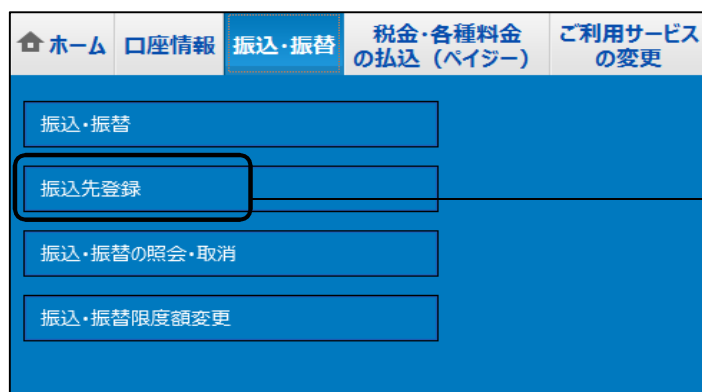 ホーム
口座情報
振込・振替
税金・各種料金
の払込（ペイジー）
ご利用サービス
の変更
振込・振替
振込先登録
振込・振替の照会・取消
振込・振替限度額変更